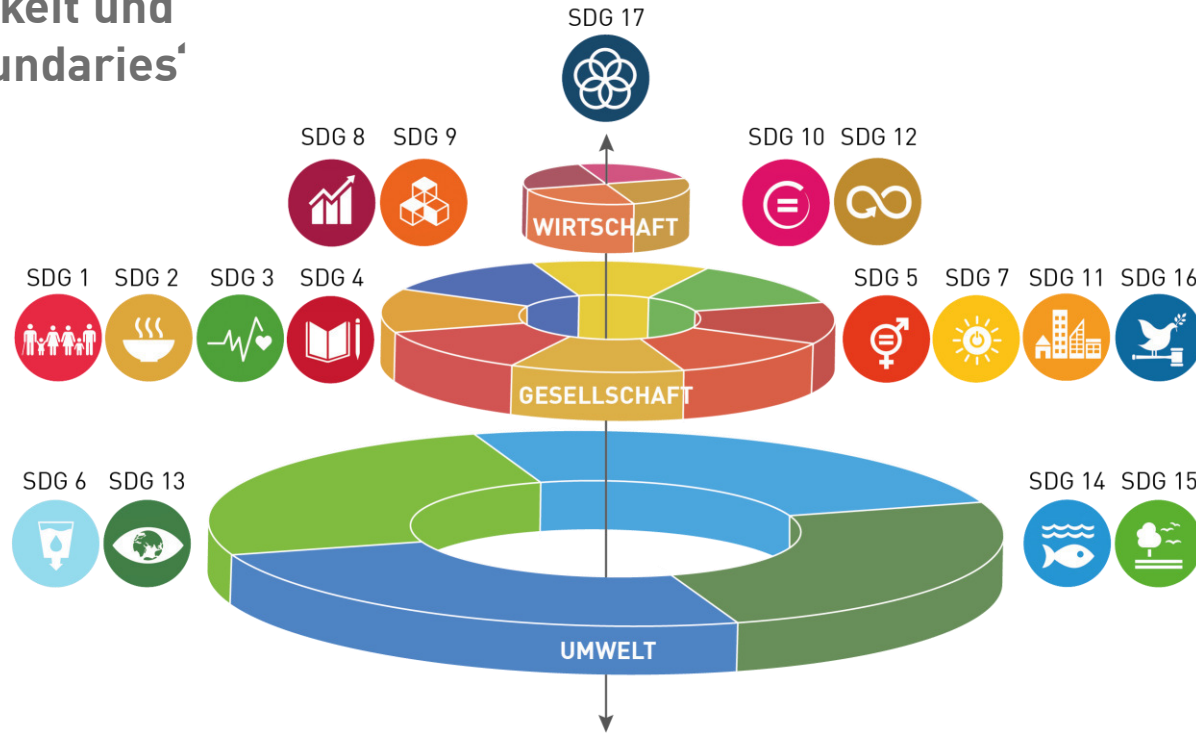 keit und
undaries‘
SDG 17
SDG 8 SDG 9 SDG 10 SDG 12
WIRTSCHAFT
SDG 1 SDG 2 SDG 3 SDG 4 SDG 5 SDG 7 SDG 11 SDG 16
GESELLSCHAFT
SDG 6 SDG 13 SDG 14 SDG 15
UMWELT